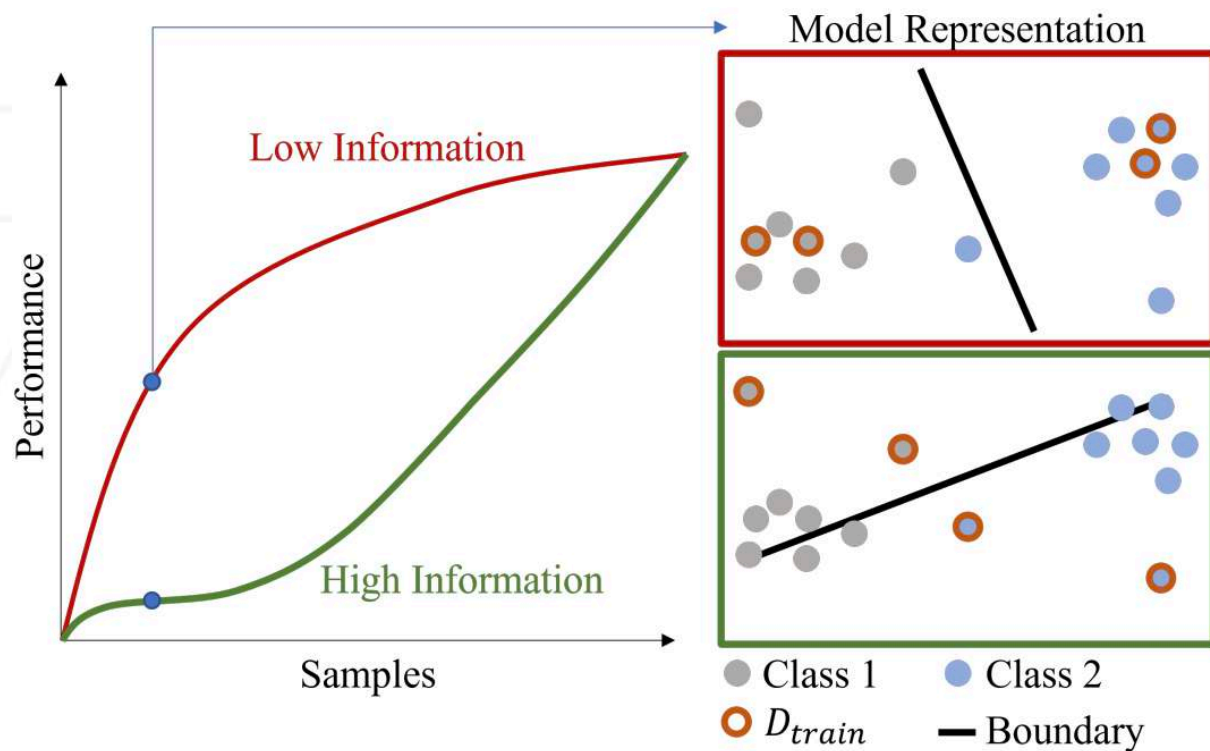 Model Representation
Low Information
Performance
High Information
Samples
Class 1
Class 2
D_train
Boundary